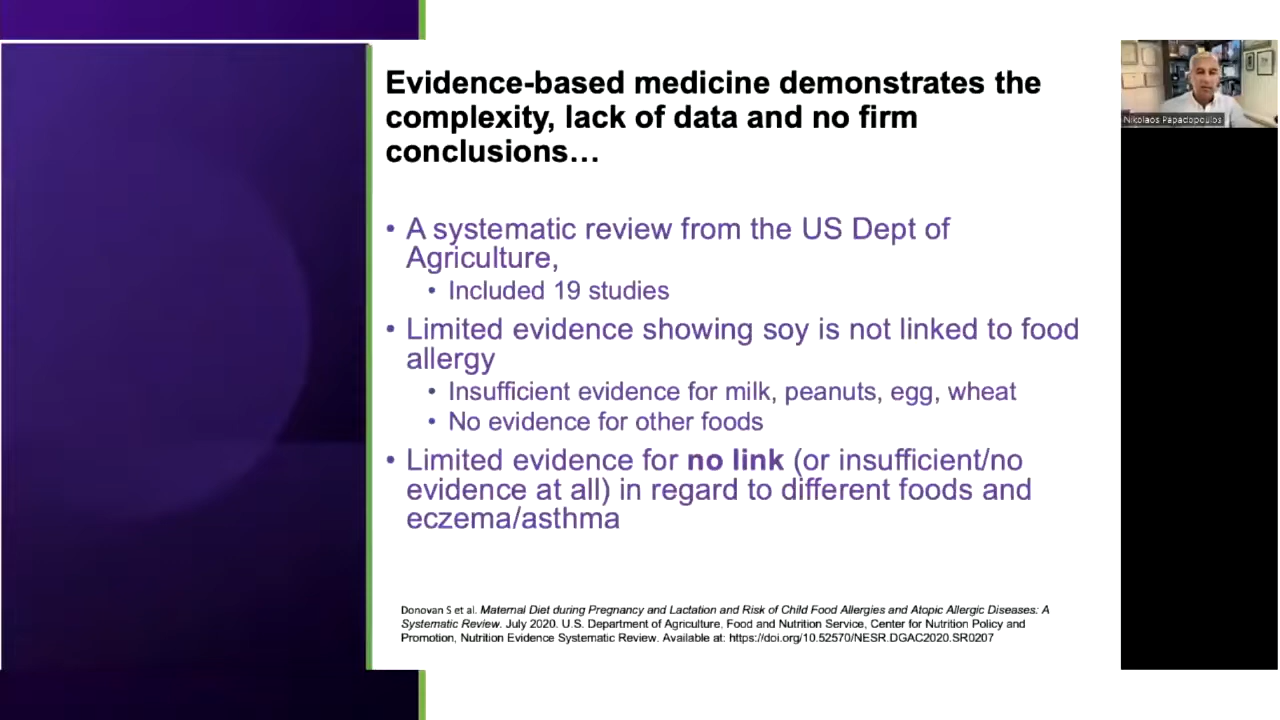 Evidence-based medicine demonstrates the
complexity, lack of data and no firm
conclusions…
• A systematic review from the US Dept of
Agriculture,
• Included 19 studies
• Limited evidence showing soy is not linked to food
allergy
• Insufficient evidence for milk, peanuts, egg, wheat
• No evidence for other foods
• Limited evidence for no link (or insufficient/no
evidence at all) in regard to different foods and
eczema/asthma
Donovan S et al. Maternal Diet during Pregnancy and Lactation and Risk of Child Food Allergies and Atopic Allergic Diseases: A
Systematic Review. July 2020. U.S. Department of Agriculture, Food and Nutrition Service, Center for Nutrition Policy and
Promotion, Nutrition Evidence Systematic Review. Available at: https://doi.org/10.52570/NESR.DGAC2020.SR0207
Nikolaos Papadopoulos